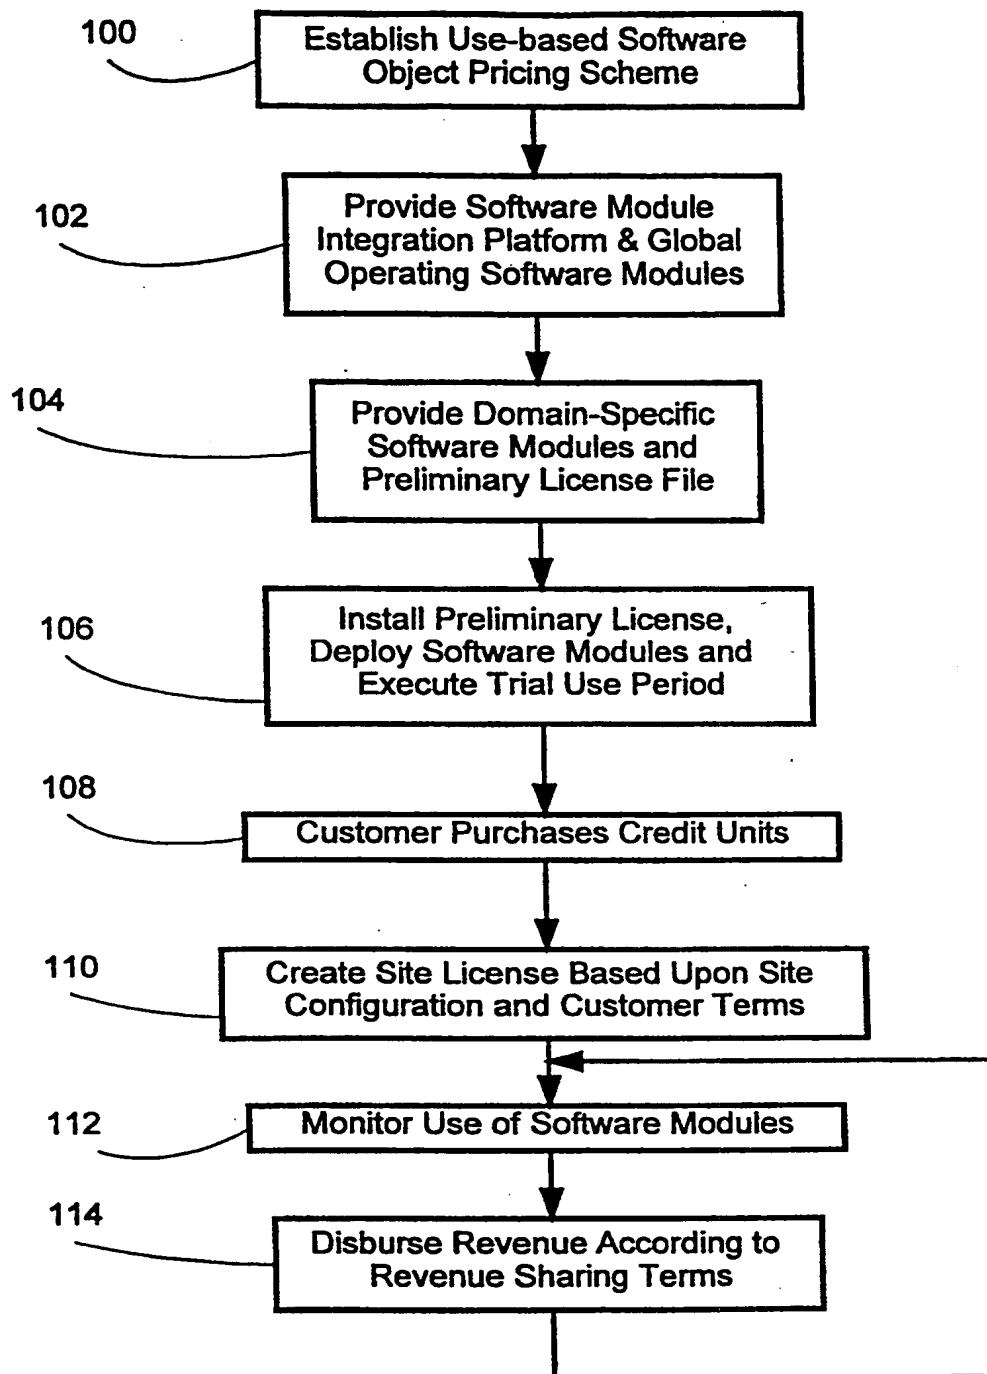 100
Establish Use-based Software
Object Pricing Scheme
102
Provide Software Module
Integration Platform & Global
Operating Software Modules
104
Provide Domain-Specific
Software Modules and
Preliminary License File
106
Install Preliminary License,
Deploy Software Modules and
Execute Trial Use Period
108
Customer Purchases Credit Units
110
Create Site License Based Upon Site
Configuration and Customer Terms
112
Monitor Use of Software Modules
114
Disburse Revenue According to
Revenue Sharing Terms